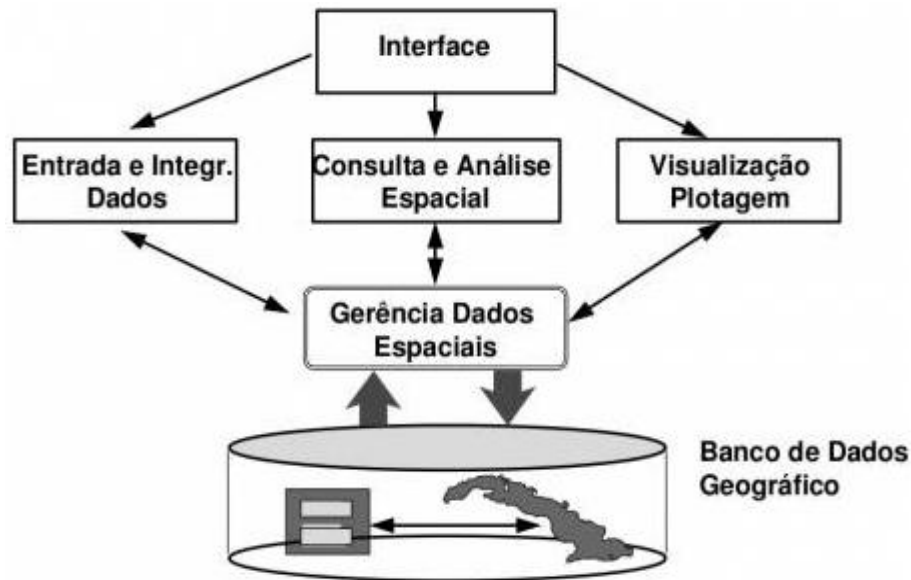 Interface
Entrada e Integr.
Dados
Consulta e Análise
Espacial
Visualização
Plotagem
Gerência Dados
Espaciais
Banco de Dados
Geográfico